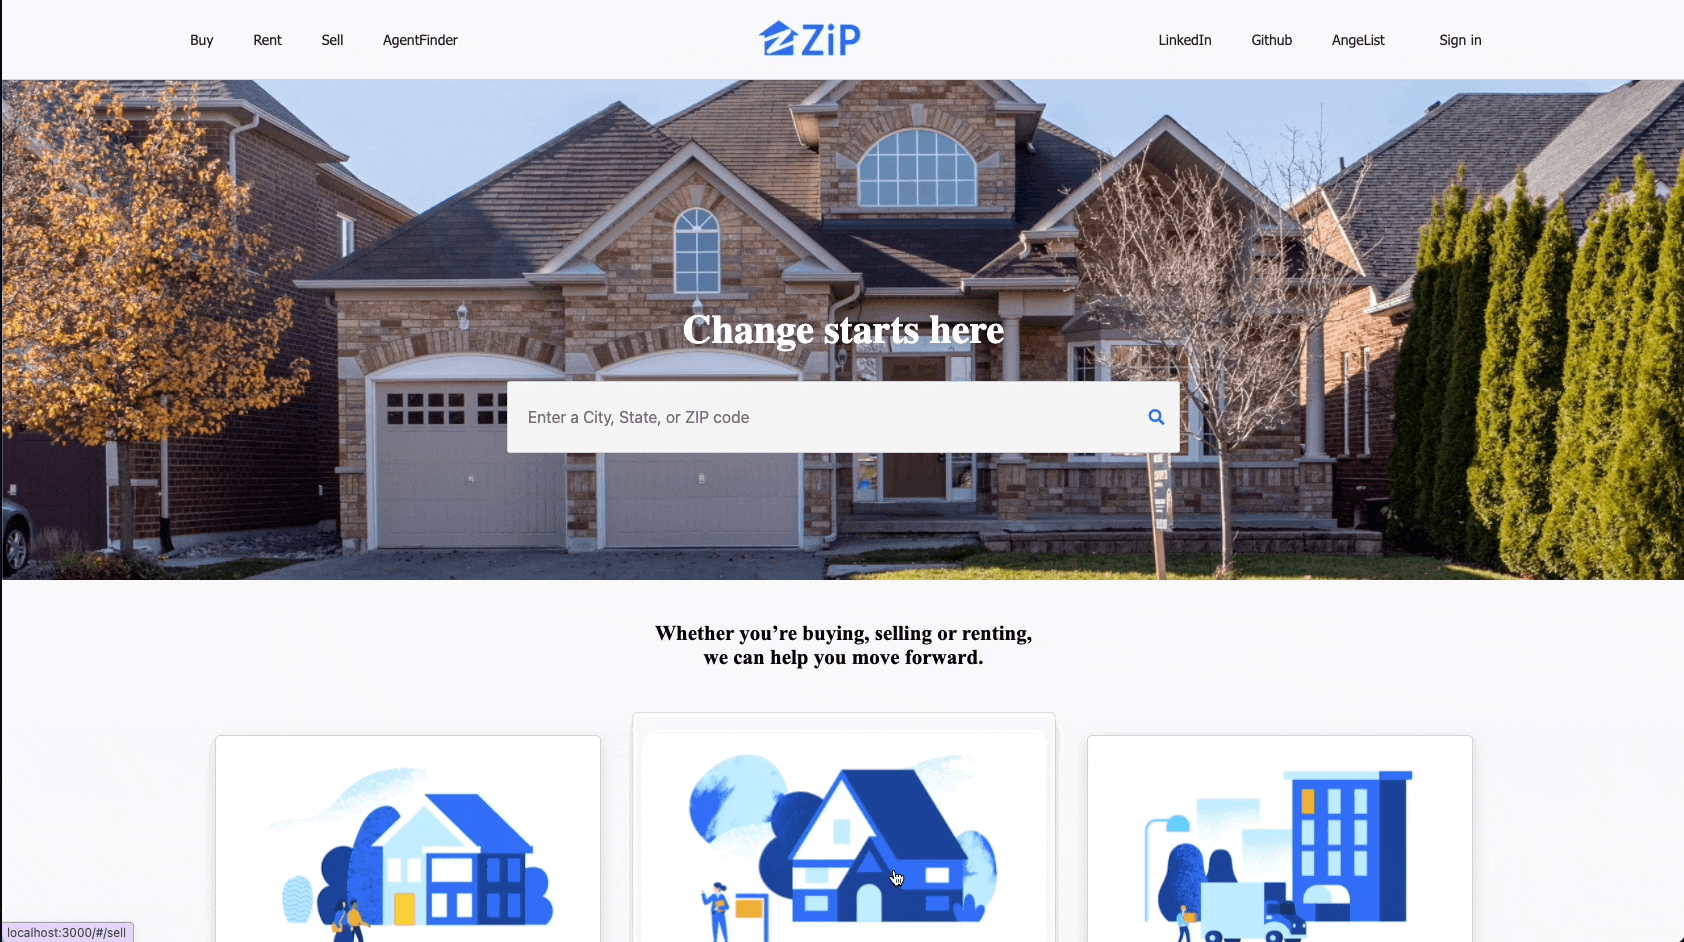 Buy Rent Sell AgentFinder
ZiP
LinkedIn Github AngeList Sign in
Change starts here
Enter a City, State, or ZIP code
Whether you’re buying, selling or renting,
we can help you move forward.
localhost:3000/#/sell